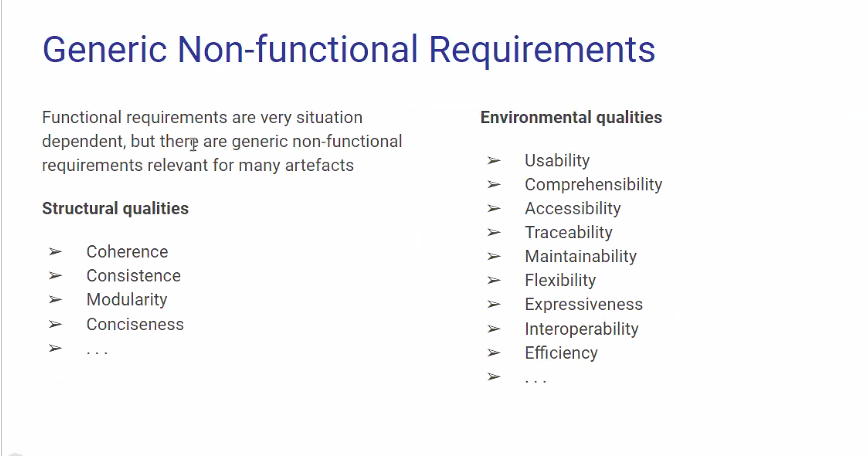 Generic Non-functional Requirements
Functional requirements are very situation
dependent, but there are generic non-functional
requirements relevant for many artefacts
Structural qualities
➢ Coherence
➢ Consistence
➢ Modularity
➢ Conciseness
➢ . . .
Environmental qualities
➢ Usability
➢ Comprehensibility
➢ Accessibility
➢ Traceability
➢ Maintainability
➢ Flexibility
➢ Expressiveness
➢ Interoperability
➢ Efficiency
➢ . . .